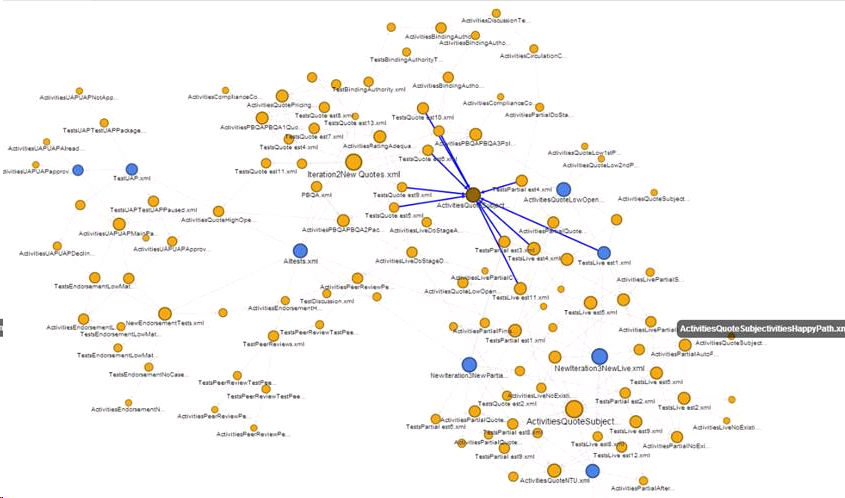 ActivitiesDiscussionTe...
ActivitiesBindingAutho...
ActivitiesBindingAutho...
ActivitiesCirculationC...
TestsBindingAuthorityT...
TestsBindingAuthority.xml
ActivitiesBindingAutho...
ActivitiesUAPUAPNotApp...
ActivitiesComplianceCo...
ActivitiesQuotePricing...
ActivitiesComplianceCo...
ActivitiesPartialDoSta...
TestsQuote est8.xml
TestsQuote est10.xml
TestsQuote est13.xml
TestsUAPTestUAPPackage...
ActivitiesPBQAPBQA1Quo...
TestsQuote est7.xml
ActivitiesUAPUAPAlread...
TestsQuote est4.xml
ActivitiesRatingAdequa...
ActivitiesPBQAPBQA3Pol...
ActivitiesQuoteLow1stP...
TestsQuote est6.xml
ActivitiesQuoteLow2ndP...
ctivitiesUAPUAPapprov...
TestUAP.xml
TestsQuote est11.xml
Iteration2New Quotes.xml
TestsPartial est4.xml
PBQA.xml
TestsQuote est9.xml
ActivitiesQuoteSubject...
ActivitiesQuoteLowOpen...
ActivitiesQuoteSubject...
TestsUAPTestUAPPaused.xml
TestsQuote est5.xml
ActivitiesQuoteHighOpe...
ActivitiesPBQAPBQA2Pac...
ActivitiesLiveDoStageA...
ActivitiesPartialQuote...
ActivitiesUAPUAPMainPa...
ActivitiesUAPUAPApprov...
TestsPartial est3.xml
ActivitiesUAPUAPDeclin...
AItests.xml
ActivitiesLiveDoStageD...
TestsLive est4.xml
TestsLive est1.xml
ActivitiesLivePartialC...
ActivitiesLivePartialS...
TestsEndorsementLowMat...
ActivitiesPeerReviewPe...
ActivitiesQuoteLowOpen...
TestsLive est11.xml
TestsDiscussion.xml
ActivitiesEndorsementH...
TestsLive est5.xml
NewEndorsementTests.xml
ActivitiesEndorsementL...
TestsPeerReviewTestPee...
ActivitiesPartialFina...
ActivitiesLivePartial...
ActivitiesQuoteSubjectivitiesHappyPath.xm
TestsEndorsementLowMat...
TestsPeerReviews.xml
TestsPartial est1.xml
ActivitiesQuoteSubject...
TestsEndorsementLowMat...
ActivitiesPartialAutoF...
NewIteration3NewPartia...
NewIteration3NewLive.xml
TestsEndorsementNoCase...
TestsPeerReviewTestPee...
TestsLive est6.xml
TestsPeerReviewTestPee...
ActivitiesLiveNoExisti...
TestsQuote est2.xml
TestsLive est2.xml
ActivitiesEndorsementN...
ActivitiesPeerReviewPe...
ActivitiesPartialQuote...
ActivitiesQuoteSubject...
TestsPartial est5.xml
TestsPartial est8.xml
TestsLive est9.xml
ActivitiesLiveNoExisti...
ActivitiesPeerReviewPe...
ActivitiesPartialQuote...
TestsLive est8.xml
ActivitiesPartialNoExi...
TestsPartial est9.xml
TestsLive est12.xml
ActivitiesQuoteNTU.xml
ActivitiesPartialAfter...